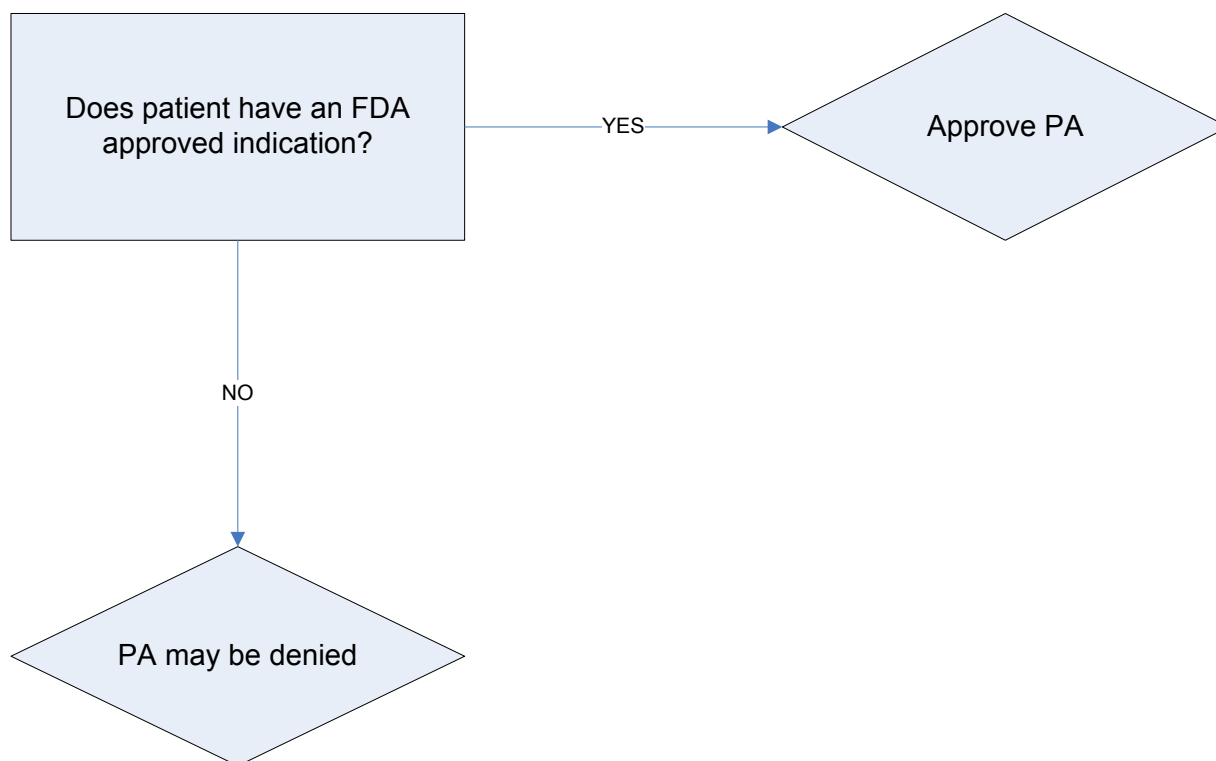 Does patient have an FDA
approved indication?
YES
Approve PA
NO
PA may be denied